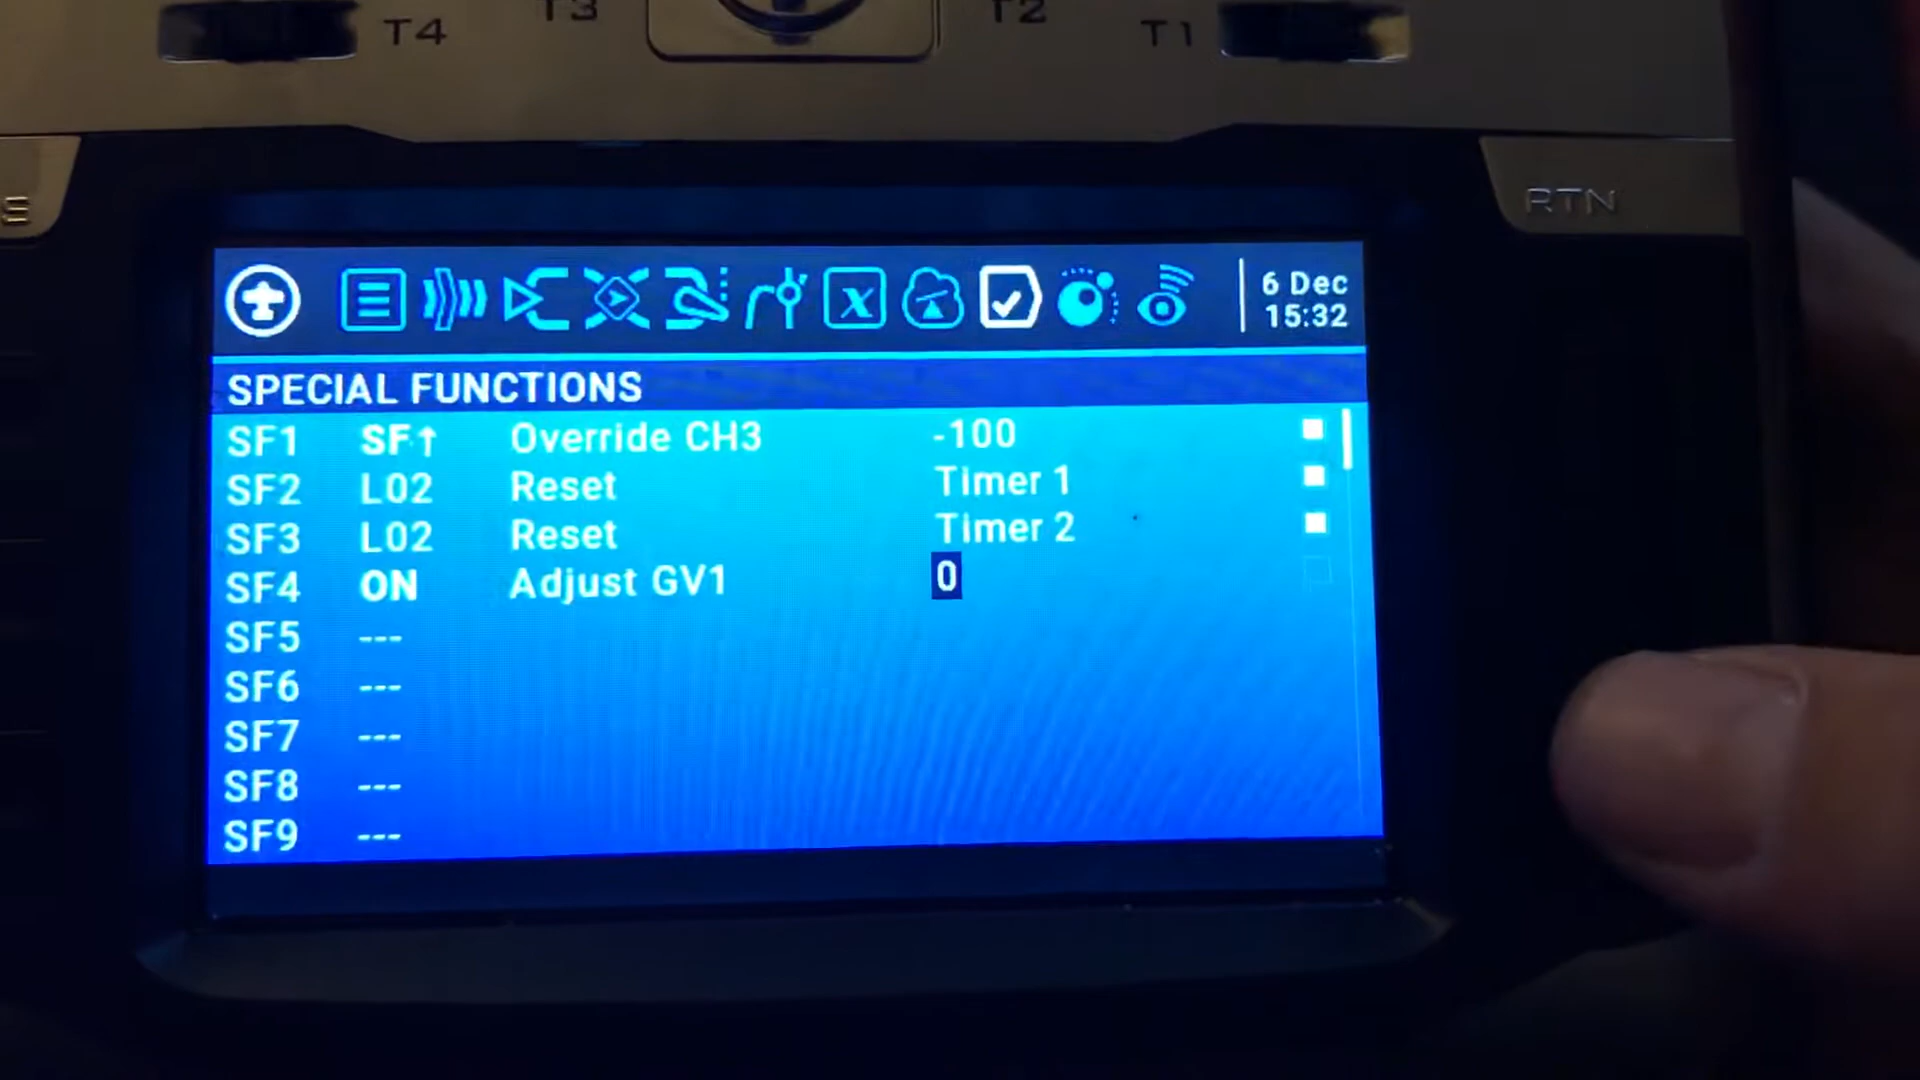 T4 T3 T2 T1
E RTN
6 Dec
15:32
SPECIAL FUNCTIONS
SF1 SF↑ Override CH3 -100
SF2 L02 Reset Timer 1
SF3 L02 Reset Timer 2
SF4 ON Adjust GV1 0
SF5 ---
SF6 ---
SF7 ---
SF8 ---
SF9 ---